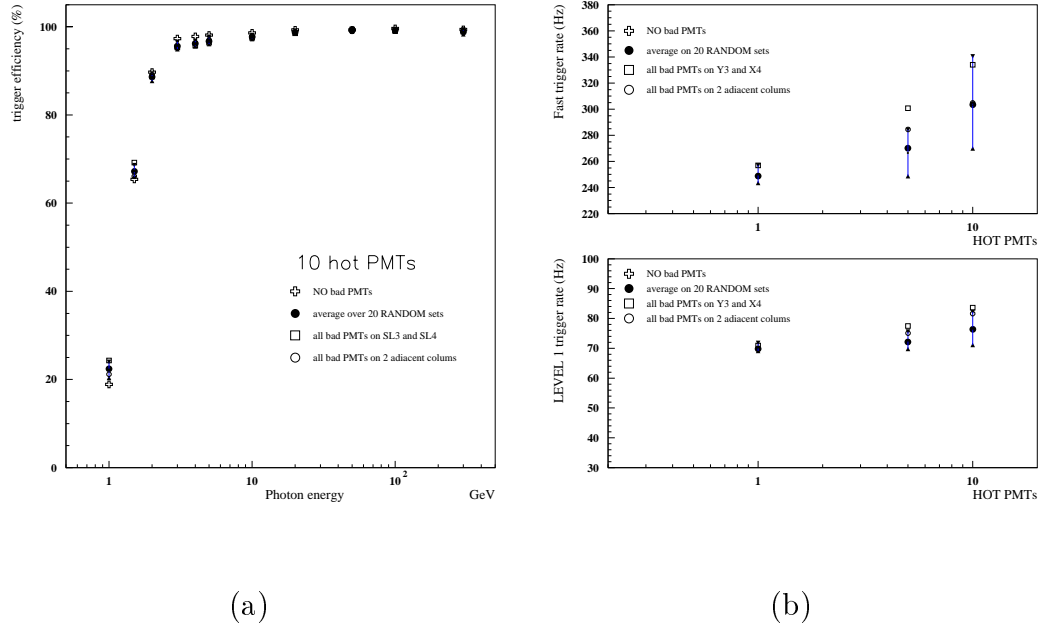 trigger efficiency (%)
100
80
60
40
20
0
10 hot PMTs
NO bad PMTs
average over 20 RANDOM sets
all bad PMTs on SL3 and SL4
all bad PMTs on 2 adiacent colums
1
10
10²
Photon energy
GeV
(a)
Fast trigger rate (Hz)
380
360
340
320
300
280
260
240
220
NO bad PMTs
average on 20 RANDOM sets
all bad PMTs on Y3 and X4
all bad PMTs on 2 adiacent colums
1
10
HOT PMTs
LEVEL 1 trigger rate (Hz)
100
90
80
70
60
50
40
30
NO bad PMTs
average on 20 RANDOM sets
all bad PMTs on Y3 and X4
all bad PMTs on 2 adiacent colums
1
10
HOT PMTs
(b)